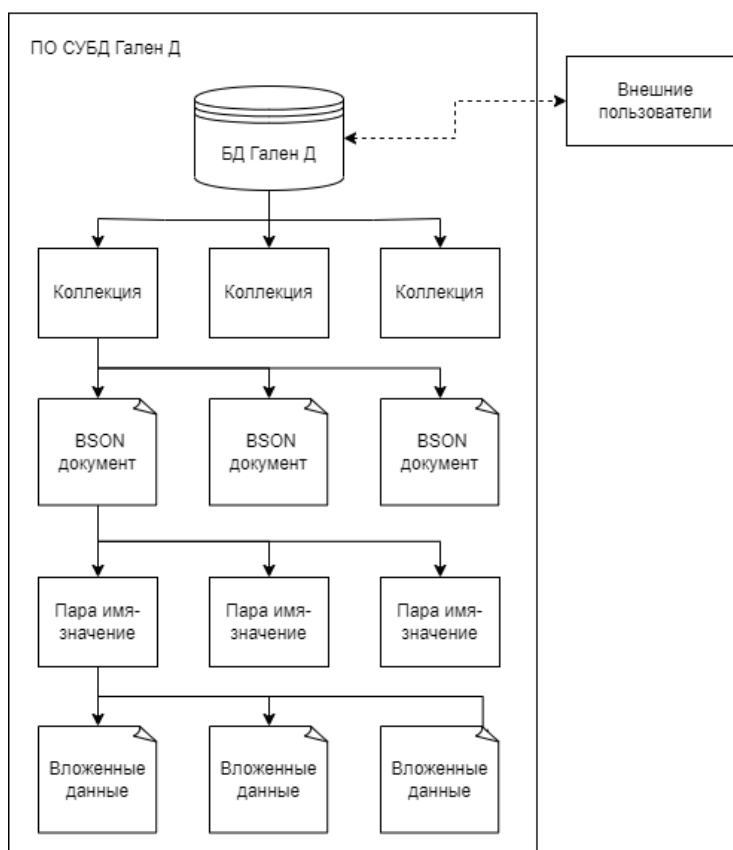 ПО СУБД Гален Д
БД Гален Д
Внешние
пользователи
Коллекция
Коллекция
Коллекция
BSON
документ
BSON
документ
BSON
документ
Пара имя-
значение
Пара имя-
значение
Пара имя-
значение
Вложенные
данные
Вложенные
данные
Вложенные
данные